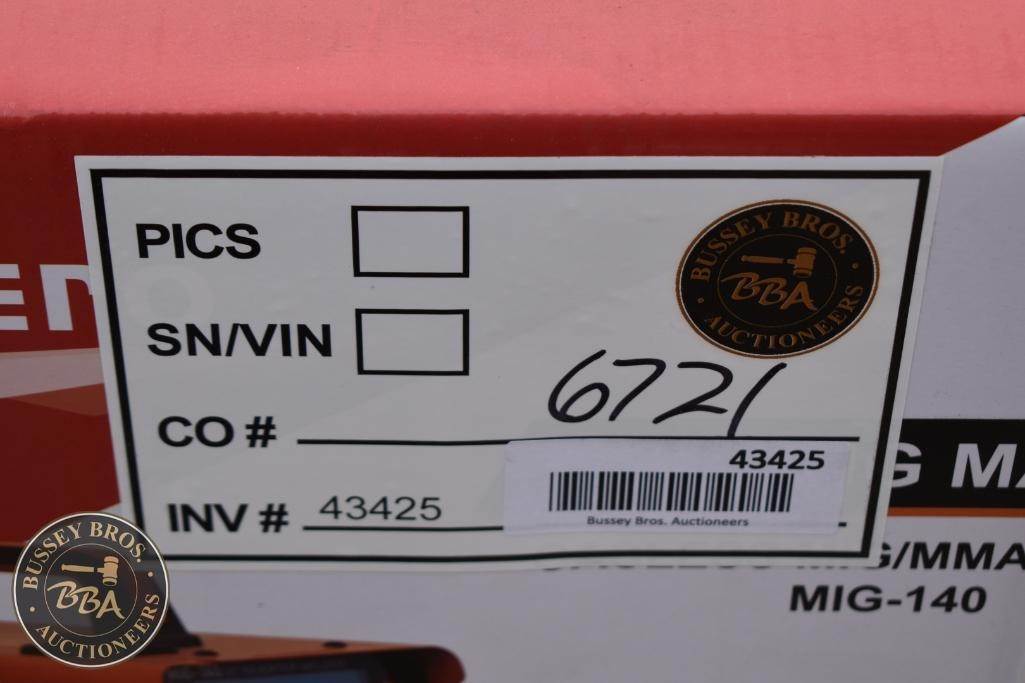 PICS
SN/VIN
CO # 6721
INV # 43425
BUSSEY BROS.
BBA
AUCTIONEERS
43425
Bussey Bros. Auctioneers
G MA
G/MMA
MIG-140
BUSSEY BROS.
BBA
AUCTIONEERS